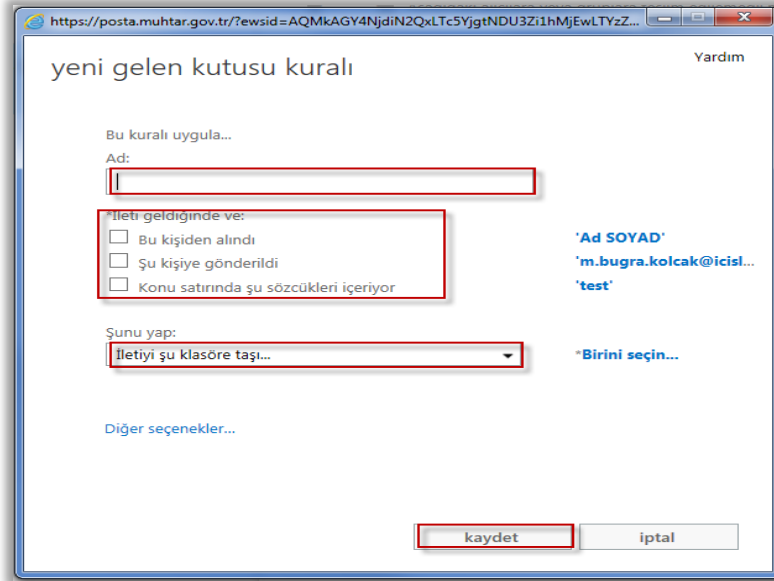 https://posta.muhtar.gov.tr/?ewsid=AQMkAGY4NjdiN2QxLTc5YjgtNDU3Zi1hMjEwLTYzZ...
yeni gelen kutusu kuralı
Yardım
Bu kuralı uygula...
Ad:
*İleti geldiğinde ve:
Bu kişiden alındı 'Ad SOYAD'
Şu kişiye gönderildi 'm.bugra.kolcak@icisl...
Konu satırında şu sözcükleri içeriyor 'test'
Şunu yap:
İletiyi şu klasöre taşı... *Birini seçin...
Diğer seçenekler...
kaydet iptal